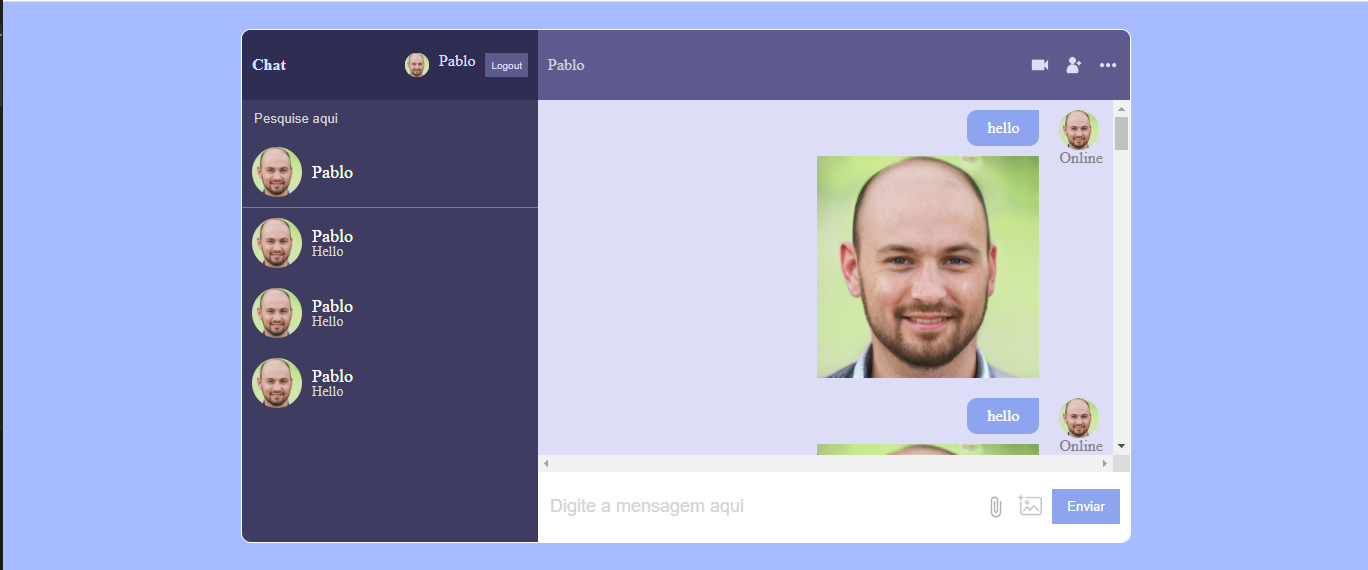 Chat
Pablo
Logout
Pesquise aqui
Pablo
Pablo
Hello
Pablo
Hello
Pablo
Hello
Pablo
hello
Online
hello
Online
Digite a mensagem aqui
Enviar